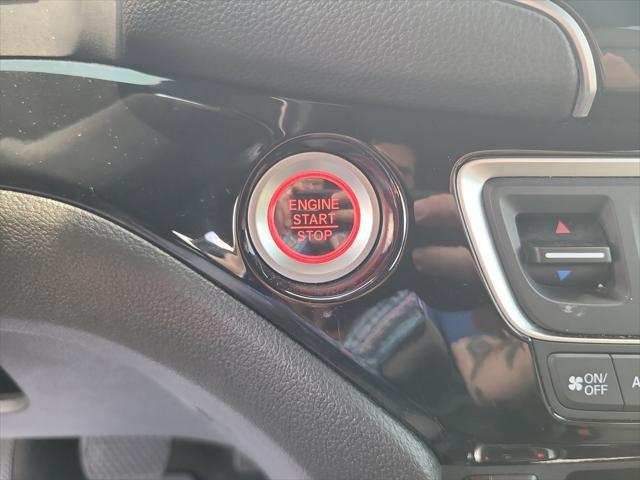 ENGINE
START
STOP
ON/
OFF
A